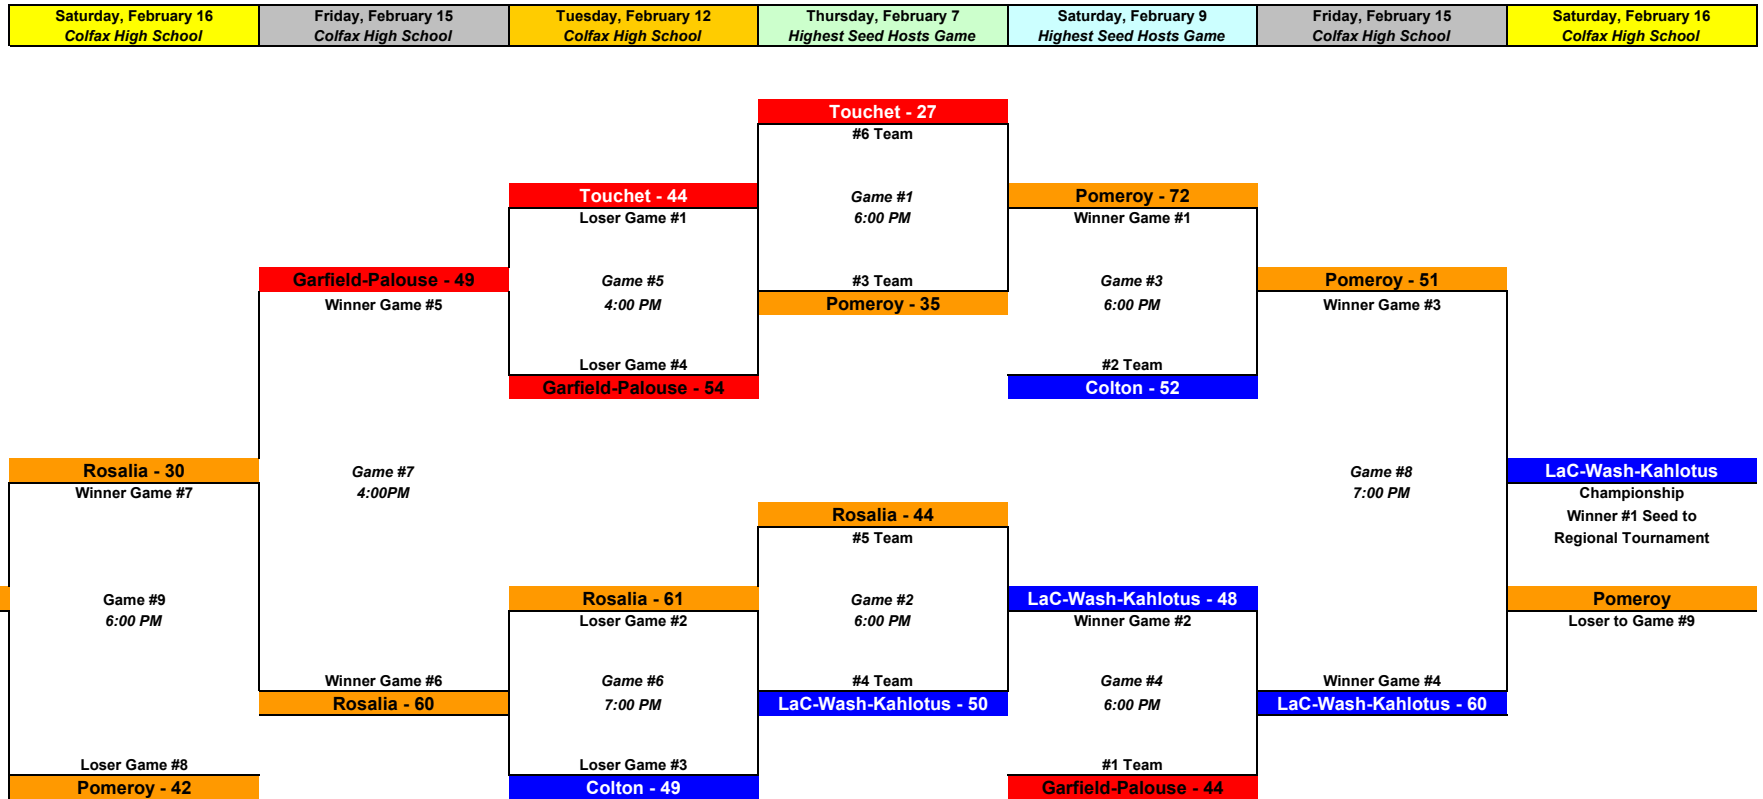 Saturday, February 16
Colfax High School
Friday, February 15
Colfax High School
Tuesday, February 12
Colfax High School
Thursday, February 7
Highest Seed Hosts Game
Saturday, February 9
Highest Seed Hosts Game
Friday, February 15
Colfax High School
Saturday, February 16
Colfax High School
Touchet - 27
#6 Team
Touchet - 44
Game #1
Pomeroy - 72
Loser Game #1
6:00 PM
Winner Game #1
Garfield-Palouse - 49
Game #5
#3 Team
Game #3
Pomeroy - 51
Winner Game #5
4:00 PM
Pomeroy - 35
6:00 PM
Winner Game #3
Loser Game #4
#2 Team
Garfield-Palouse - 54
Colton - 52
Rosalia - 30
Game #7
Game #8
LaC-Wash-Kahlotus
Winner Game #7
4:00PM
7:00 PM
Championship
Rosalia - 44
Winner #1 Seed to
#5 Team
Regional Tournament
Game #9
Rosalia - 61
Game #2
LaC-Wash-Kahlotus - 48
Pomeroy
6:00 PM
Loser Game #2
6:00 PM
Winner Game #2
Loser to Game #9
Winner Game #6
Game #6
#4 Team
Game #4
Winner Game #4
Rosalia - 60
7:00 PM
LaC-Wash-Kahlotus - 50
6:00 PM
LaC-Wash-Kahlotus - 60
Loser Game #8
Loser Game #3
#1 Team
Pomeroy - 42
Colton - 49
Garfield-Palouse - 44